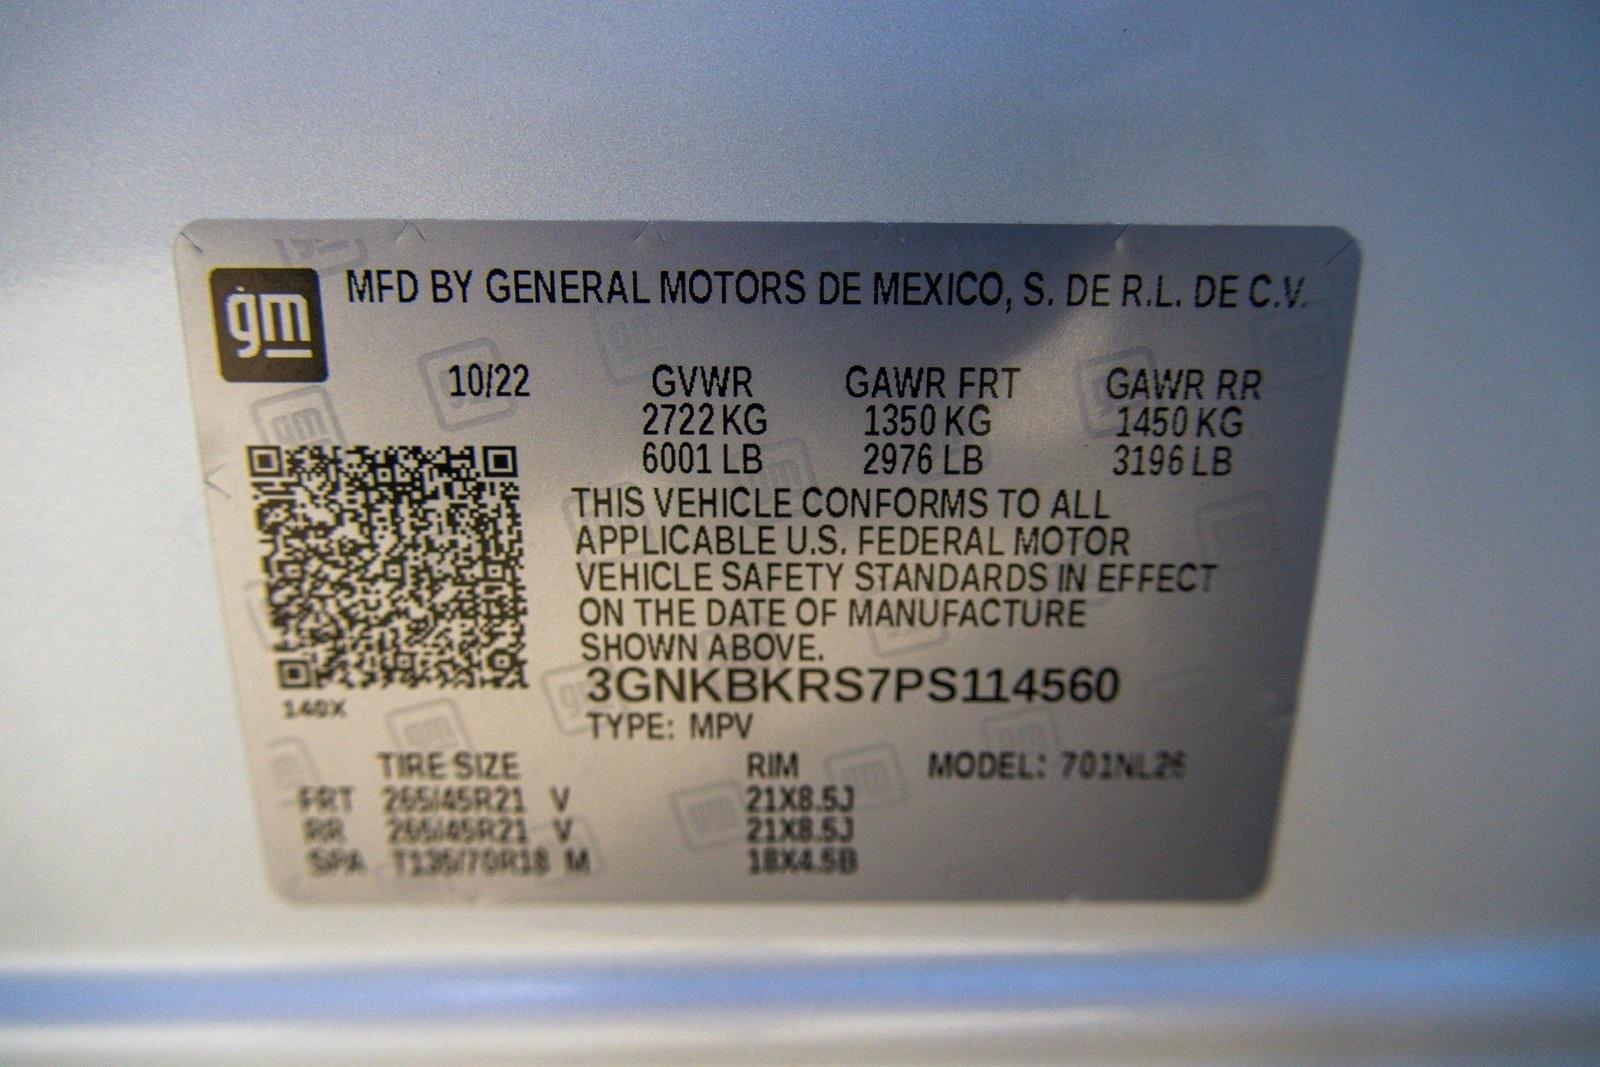 gm MFD BY GENERAL MOTORS DE MEXICO, S. DE R.L. DE C.V.
10/22 GVWR GAWR FRT GAWR RR
2722 KG 1350 KG 1450 KG
6001 LB 2976 LB 3196 LB
THIS VEHICLE CONFORMS TO ALL
APPLICABLE U.S. FEDERAL MOTOR
VEHICLE SAFETY STANDARDS IN EFFECT
ON THE DATE OF MANUFACTURE
SHOWN ABOVE.
3GNKBKRS7PS114560
140X
TYPE: MPV
TIRE SIZE RIM MODEL: 701NL26
FRT 265/45R21 V 21X8.5J
RR 265/45R21 V 21X8.5J
SPA T135/70R18 M 18X4.5B